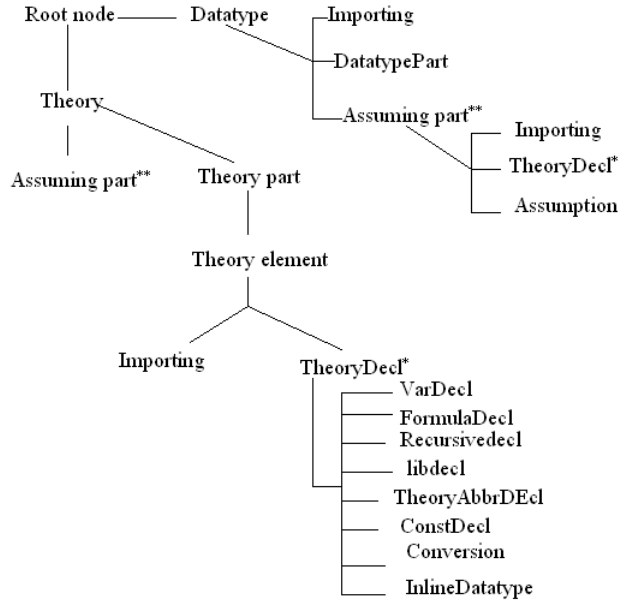 Root node
Datatype
Importing
DatatypePart
Theory
Assuming part**
Importing
Assuming part**
Theory part
TheoryDecl*
Assumption
Theory element
Importing
TheoryDecl*
VarDecl
FormulaDecl
Recursivedecl
libdecl
TheoryAbbrDEcl
ConstDecl
Conversion
InlineDatatype